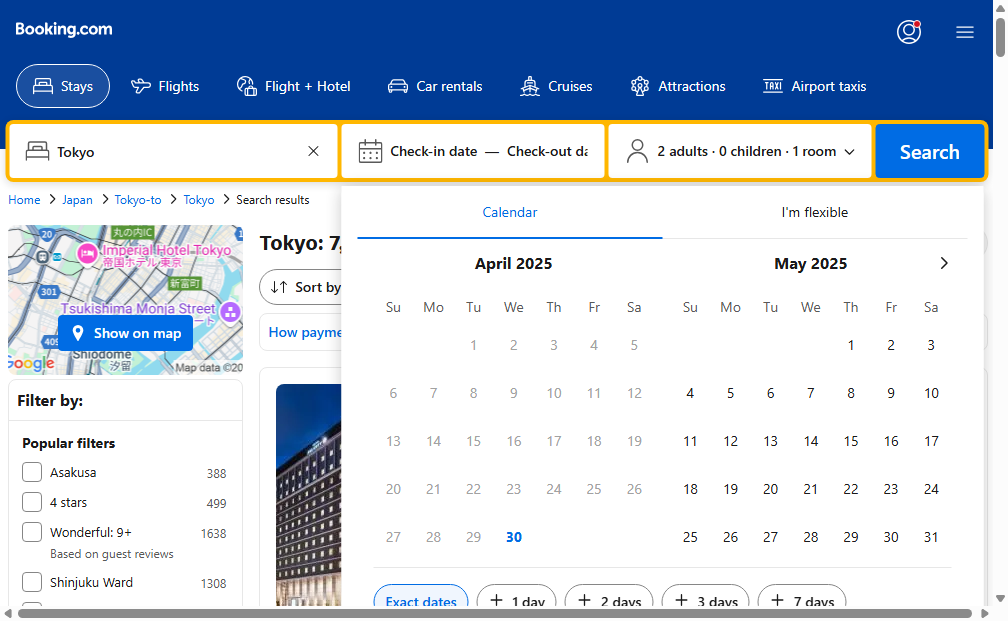 Booking.com
Stays
Flights
Flight + Hotel
Car rentals
Cruises
Attractions
TAXI
Airport taxis
Tokyo
Check-in date — Check-out da
2 adults · 0 children · 1 room
Search
Home > Japan > Tokyo-to > Tokyo > Search results
20
丸の内IC
Imperial Hotel Tokyo
帝国ホテル東京
新富町
301
Tsukishima Monja Street
Show on map
409
Shiodome
汐留
Google
Map data ©20
Tokyo: 7,
Sort by
How payme
Filter by:
Popular filters
Asakusa 388
4 stars 499
Wonderful: 9+ 1638
Based on guest reviews
Shinjuku Ward 1308
Calendar
I'm flexible
April 2025
Su Mo Tu We Th Fr Sa
1 2 3 4 5
6 7 8 9 10 11 12
13 14 15 16 17 18 19
20 21 22 23 24 25 26
27 28 29 30
May 2025
Su Mo Tu We Th Fr Sa
1 2 3
4 5 6 7 8 9 10
11 12 13 14 15 16 17
18 19 20 21 22 23 24
25 26 27 28 29 30 31
Exact dates
+ 1 day
+ 2 days
+ 3 days
+ 7 days